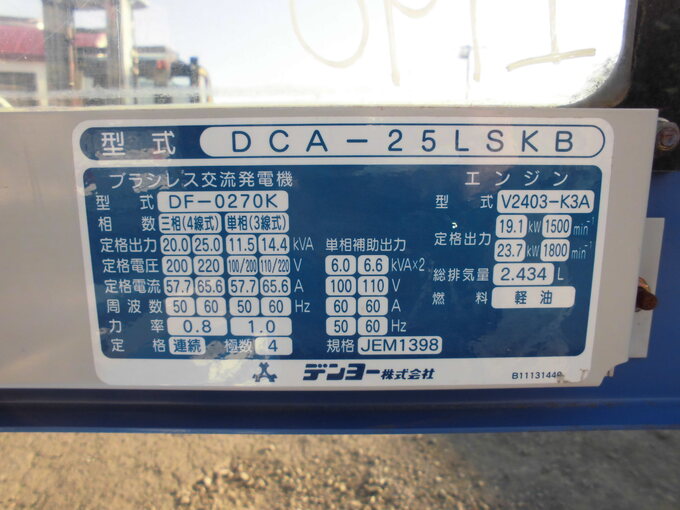 型式 DCA-25LSKB
ブラシレス交流発電機
型式 DF-0270K
相数 三相(4線式) 単相(3線式)
定格出力 20.0 25.0 11.5 14.4 kVA
定格電圧 200 220 100/200 110/220 V
定格電流 57.7 65.6 57.7 65.6 A
周波数 50 60 50 60 Hz
力率 0.8 1.0
定格 連続 極数 4
単相補助出力
6.0 6.6 kVA×2
100 110 V
60 60 A
50 60 Hz
規格 JEM1398
エンジン
型式 V2403-K3A
定格出力 19.1 kW 1500 min⁻¹
23.7 kW 1800 min⁻¹
総排気量 2.434 L
燃料 軽油
デンヨー株式会社